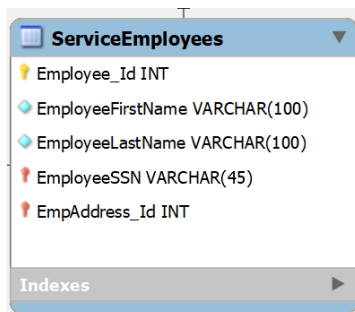 ServiceEmployees
Employee_Id INT
EmployeeFirstName VARCHAR(100)
EmployeeLastName VARCHAR(100)
EmployeeSSN VARCHAR(45)
EmpAddress_Id INT
Indexes